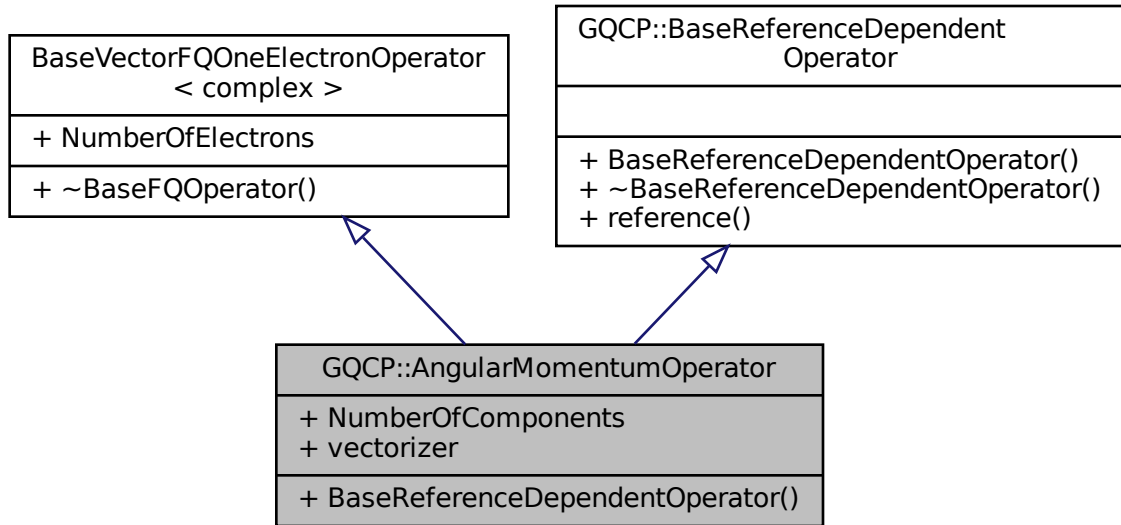 BaseVectorFQOneElectronOperator
< complex >
+ NumberOfElectrons
+ ~BaseFQOperator()
GQCP::BaseReferenceDependent
Operator
+ BaseReferenceDependentOperator()
+ ~BaseReferenceDependentOperator()
+ reference()
GQCP::AngularMomentumOperator
+ NumberOfComponents
+ vectorizer
+ BaseReferenceDependentOperator()